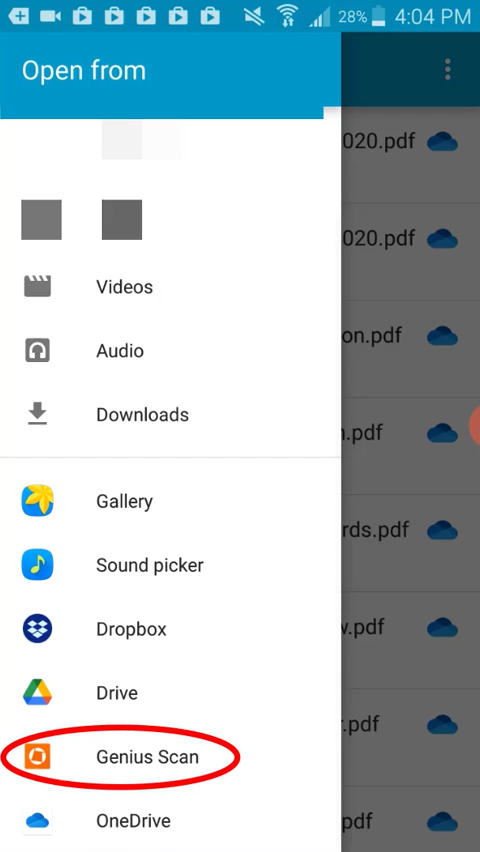 28% 4:04 PM
Open from
020.pdf
020.pdf
Videos
on.pdf
Audio
Downloads
.pdf
Gallery
rds.pdf
Sound picker
Dropbox
w.pdf
Drive
r.pdf
Genius Scan
OneDrive
pdf